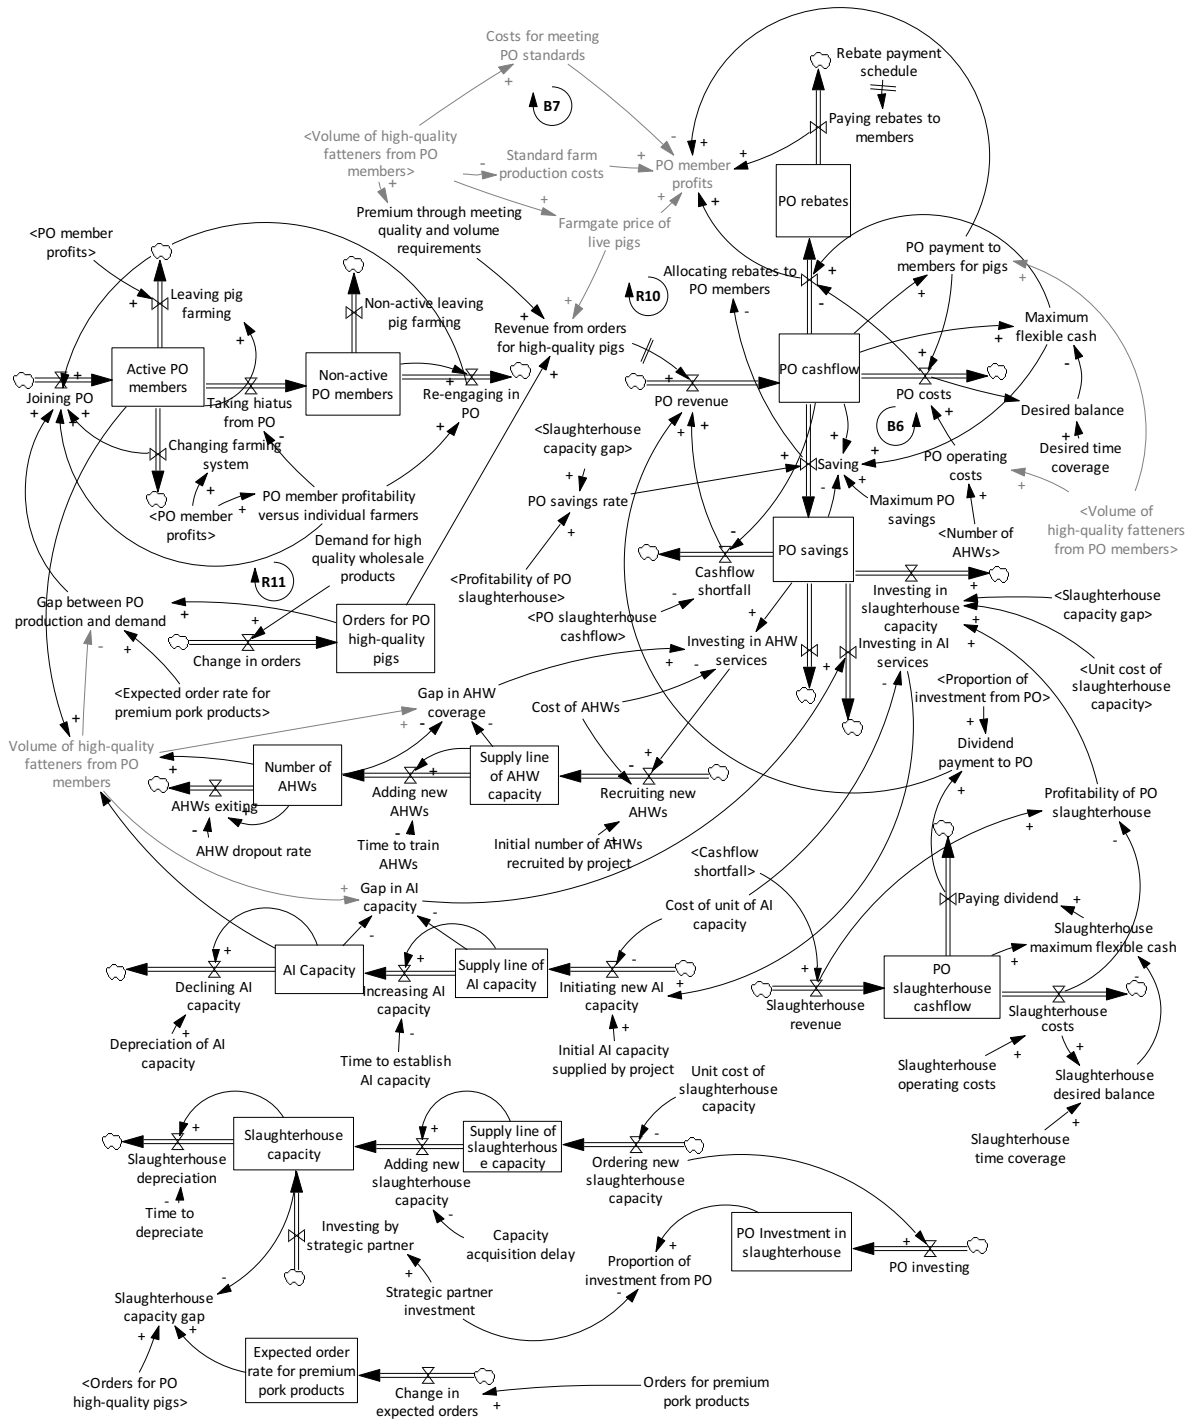 Costs for meeting
PO standards
+
B7
Rebate payment
schedule
Paying rebates to
members
<Volume of high-quality
fatteners from PO
members>
+
-
Standard farm
production costs
+
-
+
+
PO member
profits
+
+
+
PO rebates
Premium through meeting
quality and volume
requirements
+
Farmgate price of
live pigs
+
<PO member
profits>
+
Leaving pig
farming
+
Non-active leaving
pig farming
R10
Allocating rebates to
PO members
+
-
-
PO payment to
members for pigs
+
+
+
Revenue from orders
for high-quality pigs
+
+
Maximum
flexible cash
+
-
Active PO
members
Non-active
PO members
PO cashflow
Joining PO
+
+
+
+
Taking hiatus
from PO
-
Re-engaging in
PO
+
+
PO revenue
+
+
+
PO costs
+
+
B6
Desired balance
+
Desired time
coverage
Changing farming
system
+
<PO member
profits>
+
PO member profitability
versus individual farmers
<Slaughterhouse
capacity gap>
+
PO savings rate
+
Saving
+
+
+
-
+
+
PO operating
costs
+
+
Maximum PO
savings
<Volume of
high-quality fatteners
from PO members>
<Number of
AHWs>
Demand for high
quality wholesale
products
PO savings
-
Cashflow
shortfall
-
<Profitability of PO
slaughterhouse>
<PO slaughterhouse
cashflow>
R11
Gap between PO
production and demand
+
-
+
Change in orders
+
Orders for PO
high-quality
pigs
Investing in
slaughterhouse
capacity
+
-
+
+
<Slaughterhouse
capacity gap>
Investing in AHW
services
+
+
-
Investing in AI
services
+
-
<Unit cost of
slaughterhouse
capacity>
<Expected order rate for
premium pork products>
Gap in AHW
coverage
+
-
-
Cost of AHWs
<Proportion of
investment from PO>
+
Dividend
payment to PO
+
Volume of high-quality
fatteners from PO
members
+
+
Number of
AHWs
Supply line
of AHW
capacity
AHWs exiting
+
-
AHW dropout rate
Adding new
AHWs
+
-
Time to train
AHWs
Recruiting new
AHWs
+
-
+
Initial number of AHWs
recruited by project
Profitability of PO
slaughterhouse
+
-
<Cashflow
shortfall>
Gap in AI
capacity
+
-
-
Cost of unit of AI
capacity
Paying dividend
+
Slaughterhouse
maximum flexible cash
+
-
AI Capacity
Supply line of
AI capacity
PO
slaughterhouse
cashflow
Declining AI
capacity
+
+
Depreciation of AI
capacity
Increasing AI
capacity
+
-
Time to establish
AI capacity
Initiating new AI
capacity
-
+
+
Initial AI capacity
supplied by project
Slaughterhouse
revenue
+
Slaughterhouse
costs
+
Slaughterhouse
operating costs
+
Slaughterhouse
desired balance
+
Slaughterhouse
time coverage
Unit cost of
slaughterhouse
capacity
Slaughterhouse
capacity
Supply line of
slaughterhous
e capacity
Slaughterhouse
depreciation
+
-
+
Time to
depreciate
Adding new
slaughterhouse
capacity
+
-
Ordering new
slaughterhouse
capacity
-
Capacity
acquisition delay
Investing by
strategic partner
+
Strategic partner
investment
Proportion of
investment from PO
+
-
PO Investment in
slaughterhouse
PO investing
+
Slaughterhouse
capacity gap
-
+
+
<Orders for PO
high-quality pigs>
Expected order
rate for premium
pork products
Change in
expected orders
+
Orders for premium
pork products